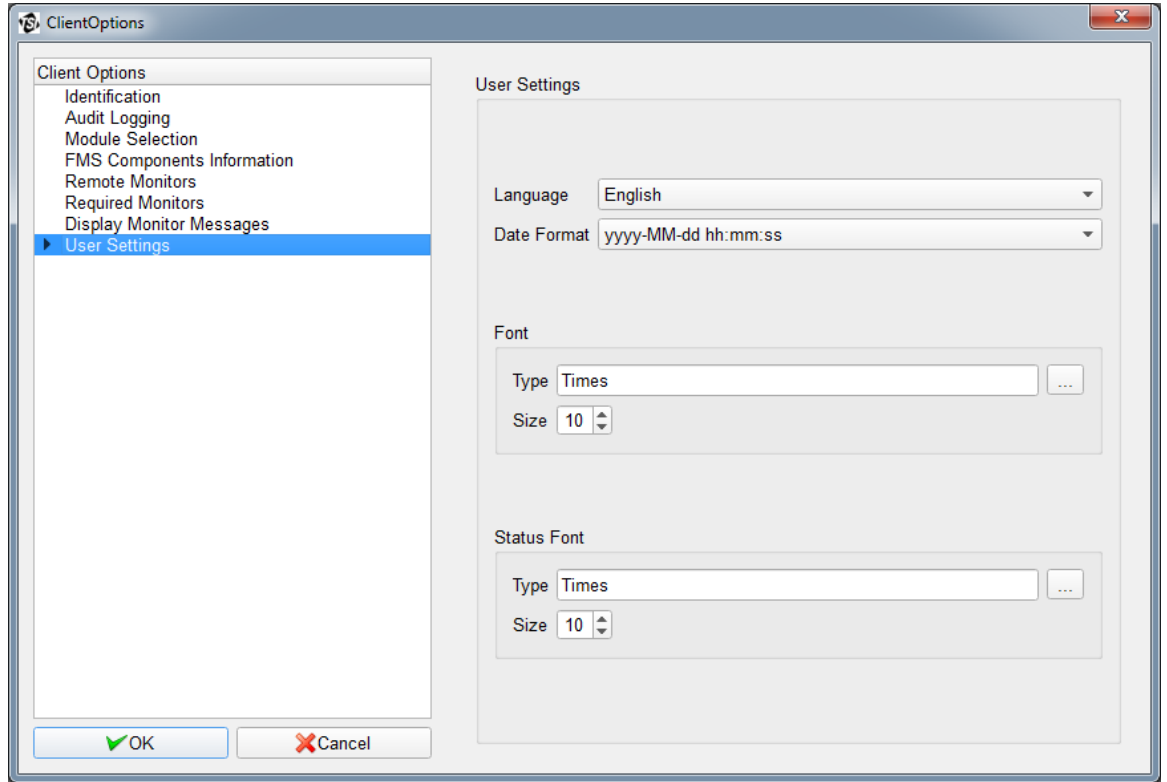 TSI ClientOptions
Client Options
Identification
Audit Logging
Module Selection
FMS Components Information
Remote Monitors
Required Monitors
Display Monitor Messages
User Settings
OK
Cancel
User Settings
Language English
Date Format yyyy-MM-dd hh:mm:ss
Font
Type Times ...
Size 10
Status Font
Type Times ...
Size 10